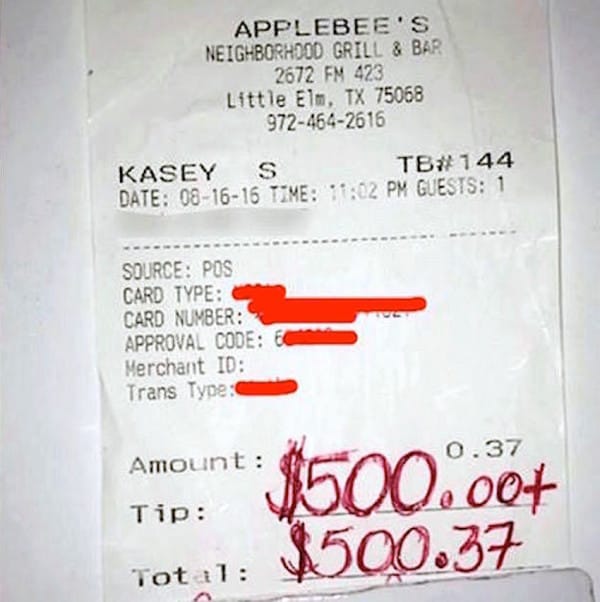 APPLEBEE'S
NEIGHBORHOOD GRILL & BAR
2672 FM 423
Little Elm, TX 75068
972-464-2616
KASEY S TB# 144
DATE: 08-16-16 TIME: 11:02 PM GUESTS: 1
SOURCE: POS
CARD TYPE:
CARD NUMBER:
APPROVAL CODE: 6
Merchant ID:
Trans Type:
Amount: 0.37
Tip: $500.00+
Total: $500.37